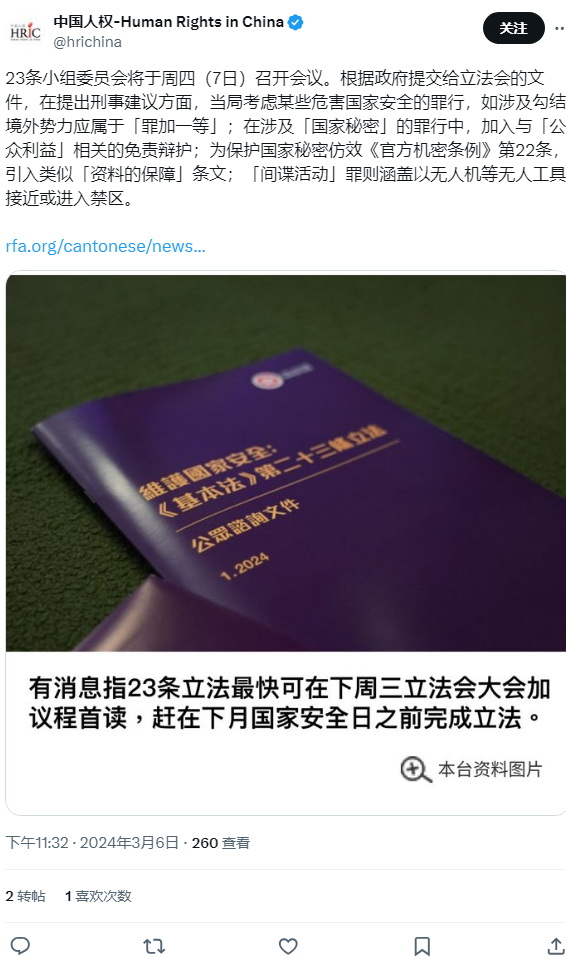 中国人权-Human Rights in China
关注
HRIC
@hrichina
23条小组委员会将于周四（7日）召开会议。根据政府提交给立法会的文
件，在提出刑事建议方面，当局考虑某些危害国家安全的罪行，如涉及勾结
境外势力应属于「罪加一等」；在涉及「国家秘密」的罪行中，加入与「公
众利益」相关的免责辩护；为保护国家秘密仿效《官方机密条例》第22条，
引入类似「资料的保障」条文；「间谍活动」罪则涵盖以无人机等无人工具
接近或进入禁区。
rfa.org/cantonese/news...
維護國家安全：
《基本法》第二十三條立法
公眾諮詢文件
1.2024
有消息指23条立法最快可在下周三立法会大会加
议程首读，赶在下月国家安全日之前完成立法。
本台资料图片
下午11:32 · 2024年3月6日 · 260 查看
2 转帖 1 喜欢次数